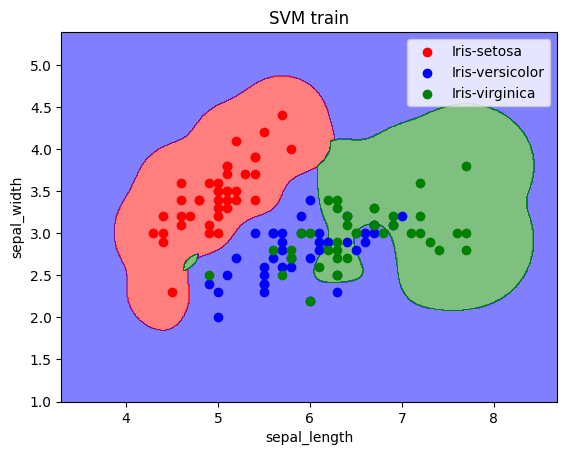 SVM train
Iris-setosa
Iris-versicolor
Iris-virginica
5.0
4.5
4.0
3.5
3.0
2.5
2.0
1.5
1.0
sepal_width
4 5 6 7 8
sepal_length